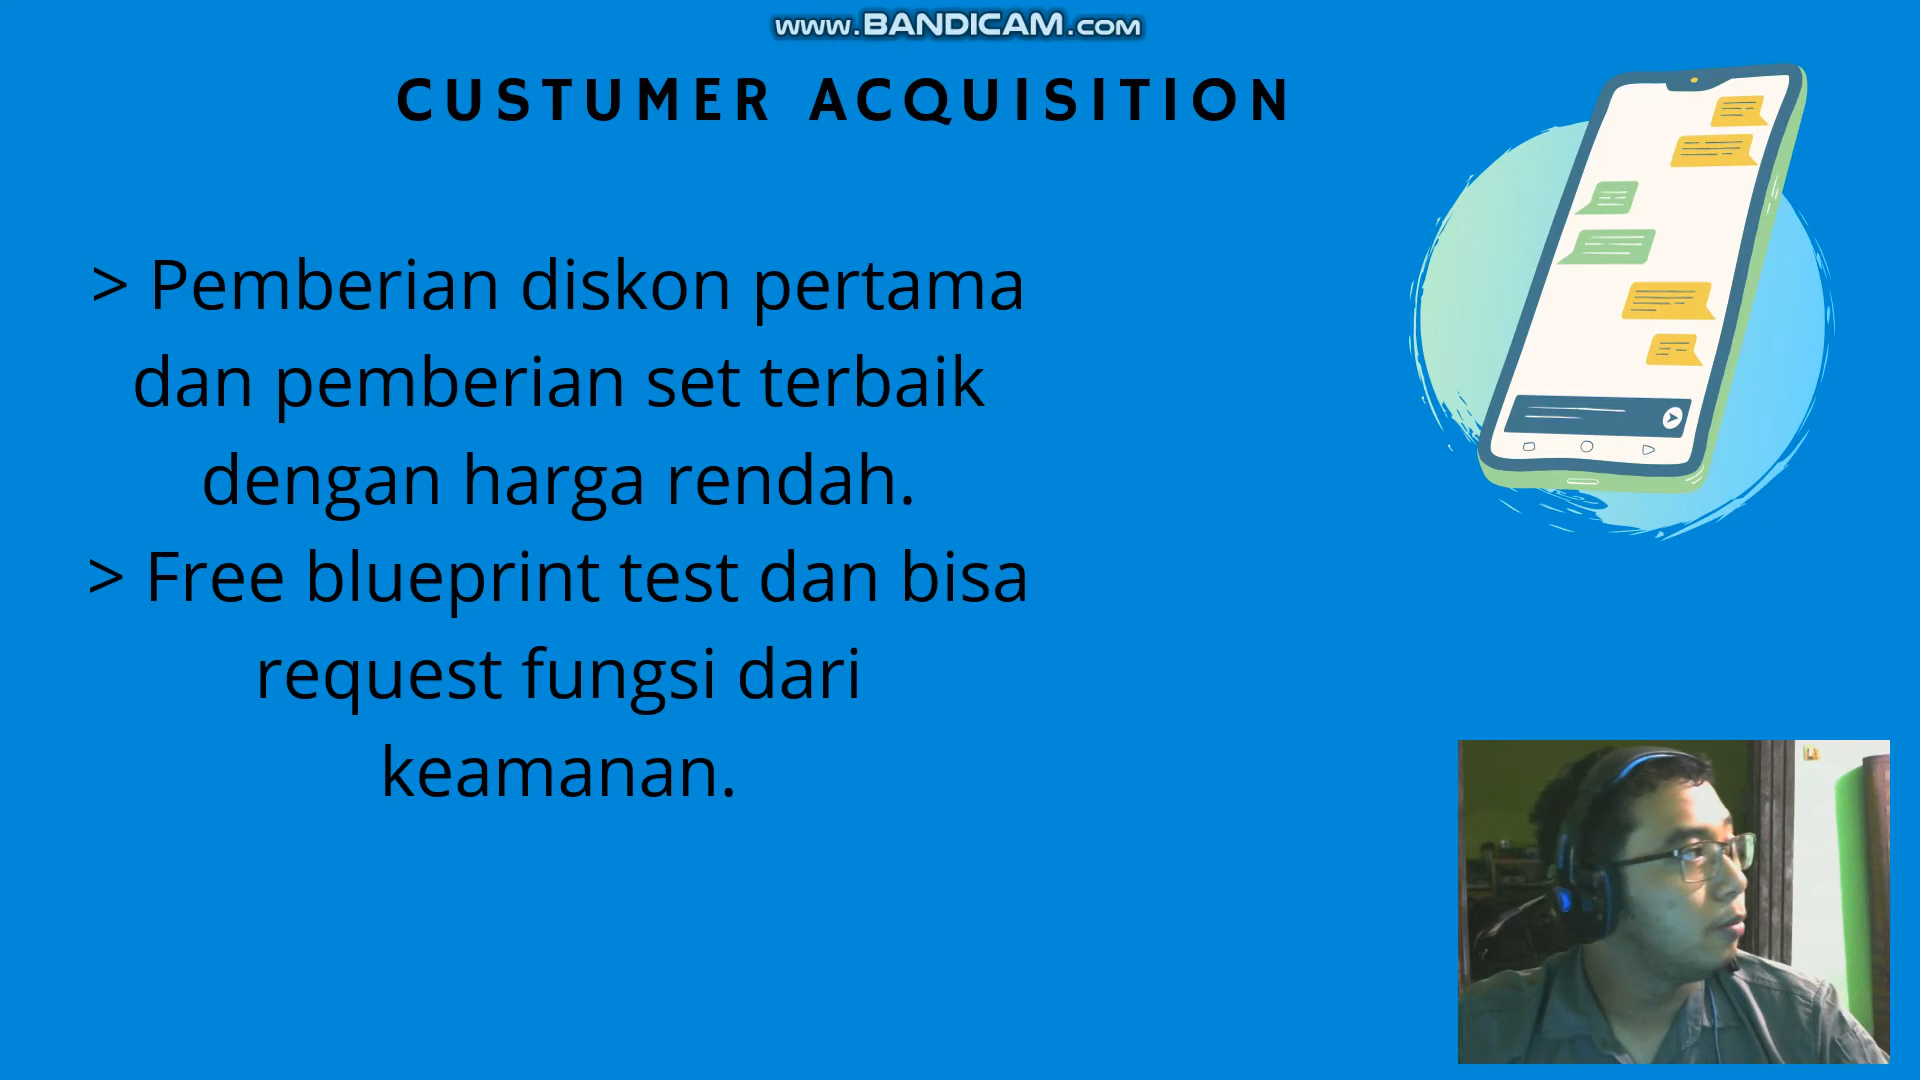 www.BANDICAM.com
CUSTUMER ACQUISITION
> Pemberian diskon pertama
dan pemberian set terbaik
dengan harga rendah.
> Free blueprint test dan bisa
request fungsi dari
keamanan.